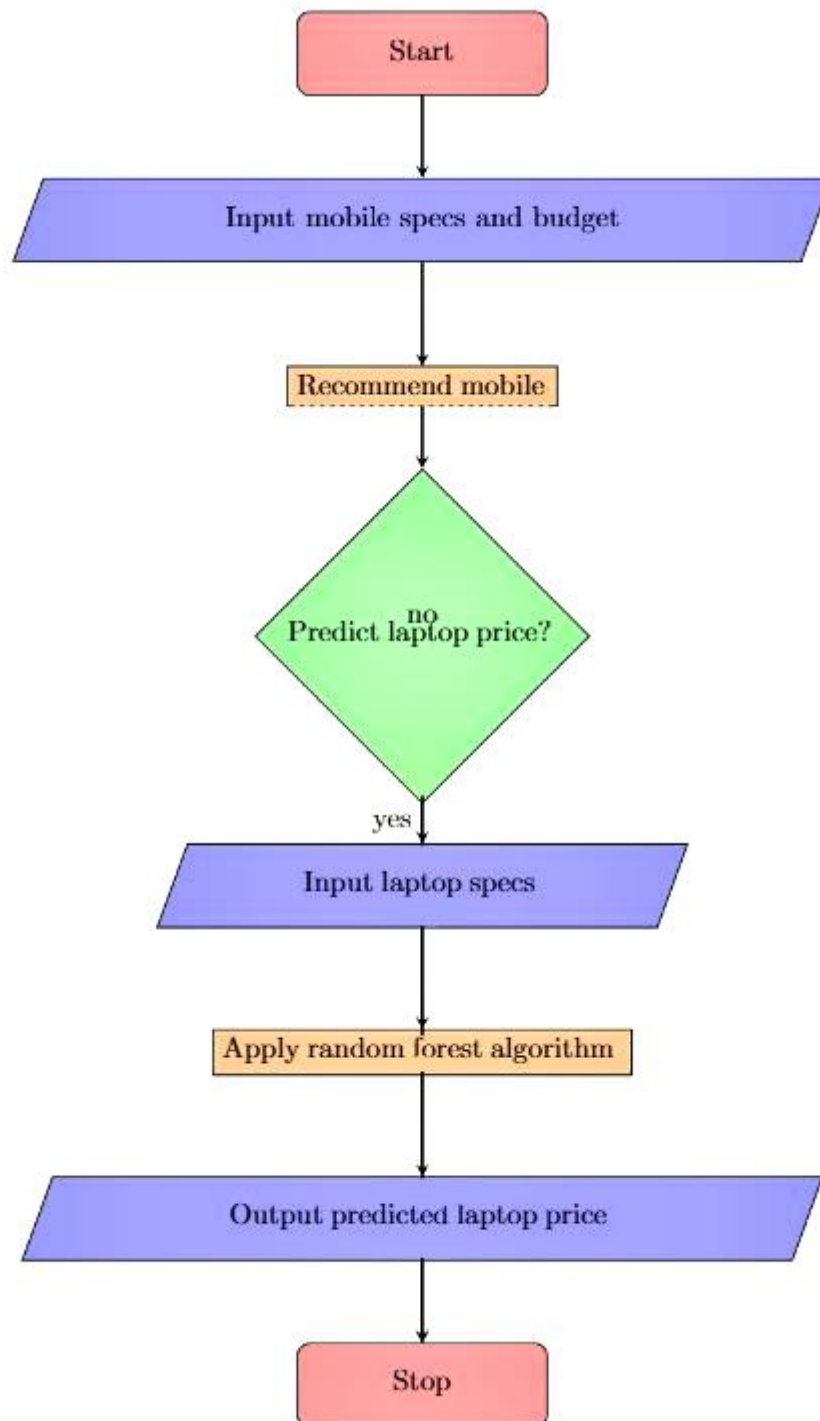 Start
Input mobile specs and budget
Recommend mobile
no
Predict laptop price?
yes
Input laptop specs
Apply random forest algorithm
Output predicted laptop price
Stop